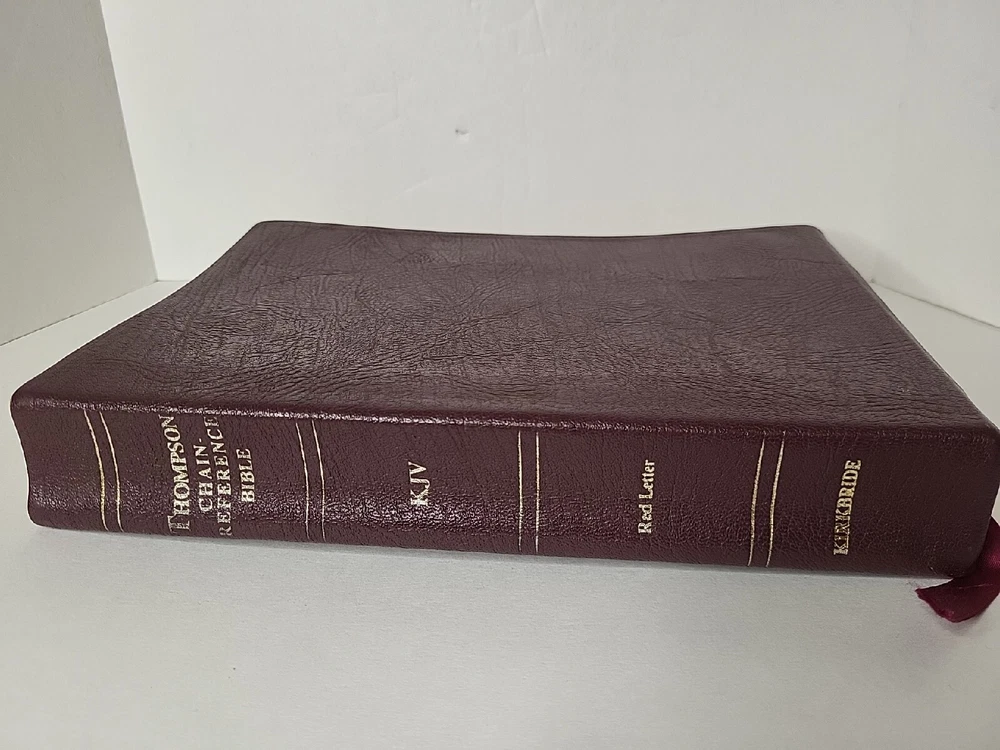 THOMPSON
CHAIN-
REFERENCE
BIBLE
KJV
Red Letter
KIRKBRIDE